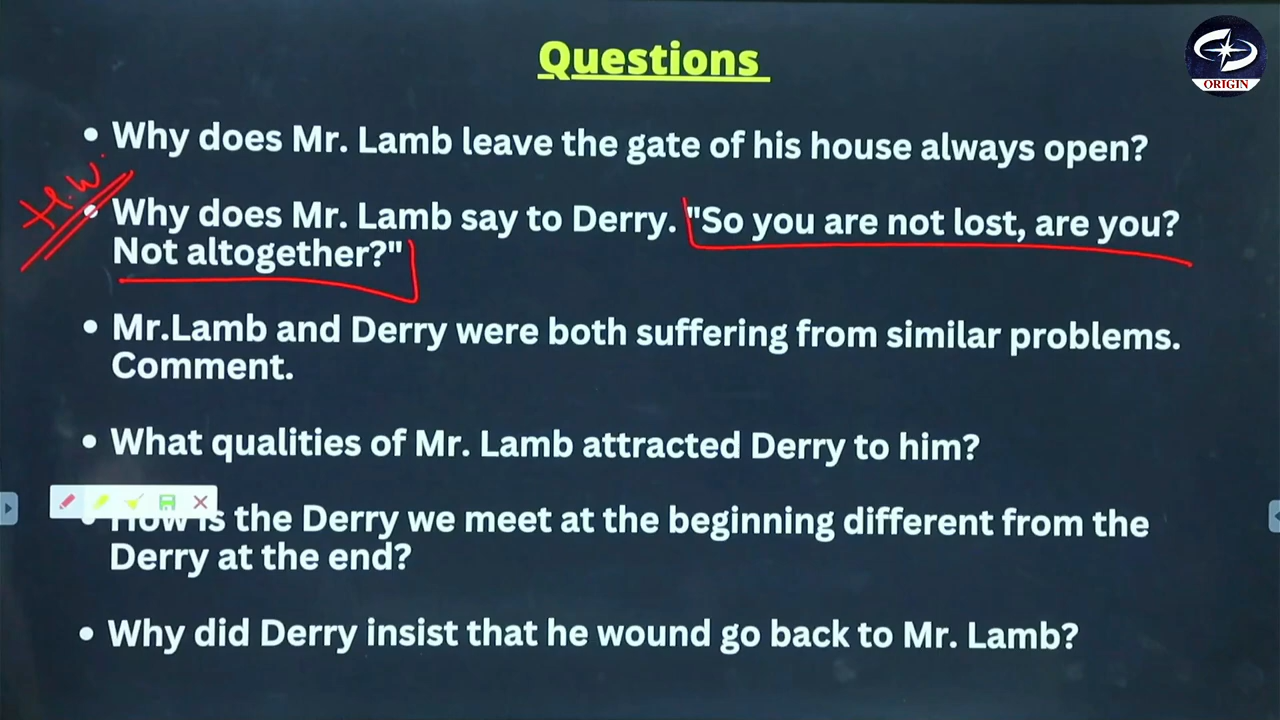 Questions
ORIGIN
• Why does Mr. Lamb leave the gate of his house always open?
H.W.
• Why does Mr. Lamb say to Derry. "So you are not lost, are you?
Not altogether?"
• Mr.Lamb and Derry were both suffering from similar problems.
Comment.
• What qualities of Mr. Lamb attracted Derry to him?
• How is the Derry we meet at the beginning different from the
Derry at the end?
• Why did Derry insist that he wound go back to Mr. Lamb?